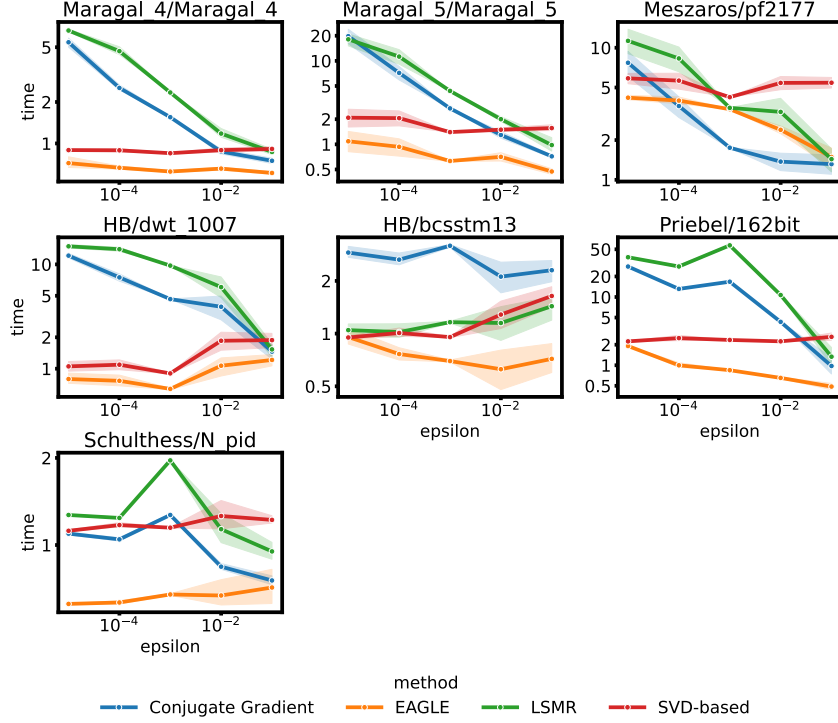 Maragal_4/Maragal_4
Maragal_5/Maragal_5
Meszaros/pf2177
time
5
2
1
10⁻⁴
10⁻²
20
10
5
2
1
0.5
10⁻⁴
10⁻²
10
5
2
1
10⁻⁴
10⁻²
HB/dwt_1007
HB/bcsstm13
Priebel/162bit
time
10
5
2
1
10⁻⁴
10⁻²
2
1
0.5
10⁻⁴
10⁻²
epsilon
50
20
10
5
2
1
0.5
10⁻⁴
10⁻²
epsilon
Schulthess/N_pid
time
2
1
10⁻⁴
10⁻²
epsilon
method
Conjugate Gradient EAGLE LSMR SVD-based